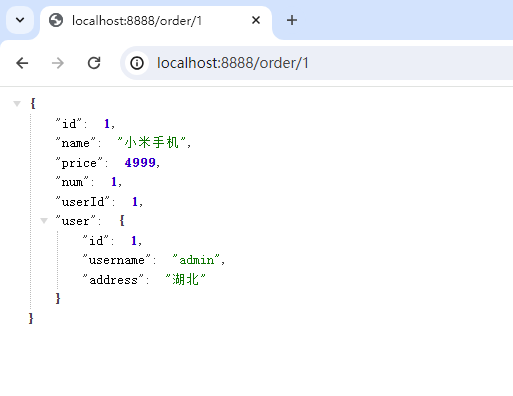 localhost:8888/order/1
localhost:8888/order/1
{
"id": 1,
"name": "小米手机",
"price": 4999,
"num": 1,
"userId": 1,
"user": {
"id": 1,
"username": "admin",
"address": "湖北"
}
}